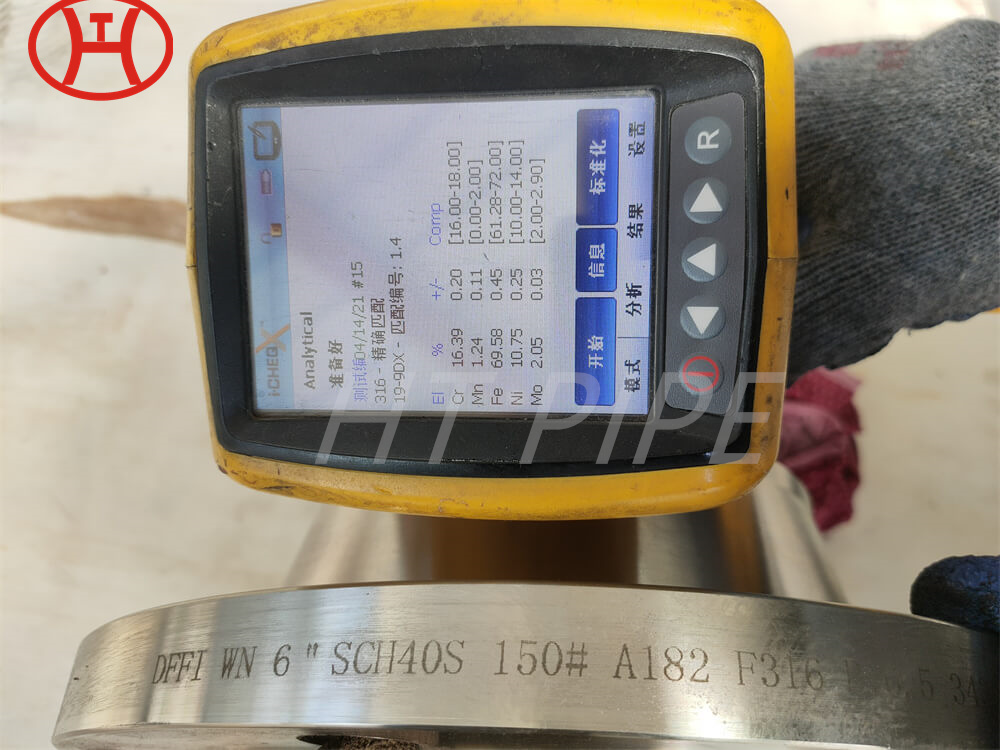 i-CHEQX
Analytical
准备好
测试编04/14/21 #15
316 - 精确匹配
19-9DX - 匹配编号: 1.4
El % +/- Comp
Cr 16.39 0.20 [16.00-18.00]
Mn 1.24 0.11 [0.00-2.00]
Fe 69.58 0.45 [61.28-72.00]
Ni 10.75 0.25 [10.00-14.00]
Mo 2.05 0.03 [2.00-2.90]
开始 信息 标准化
模式 分析 结果 设置
R
HT PIPE
DFFI WN 6" SCH40S 150# A182 F316